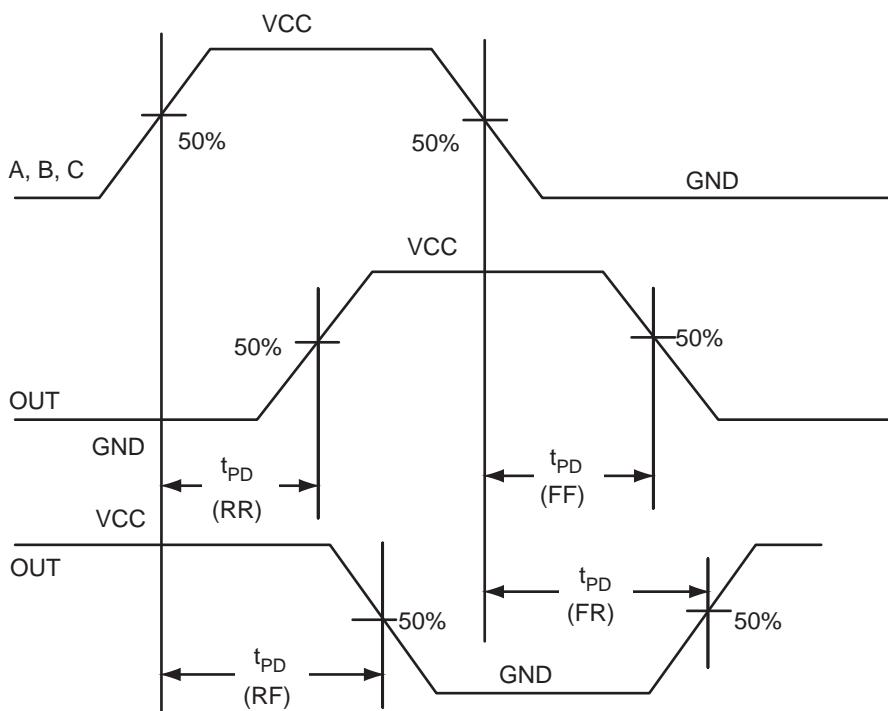 VCC
50%
50%
A, B, C
GND
VCC
50%
50%
OUT
GND
tPD
(RR)
tPD
(FF)
VCC
OUT
tPD
(FR)
50%
50%
tPD
(RF)
GND